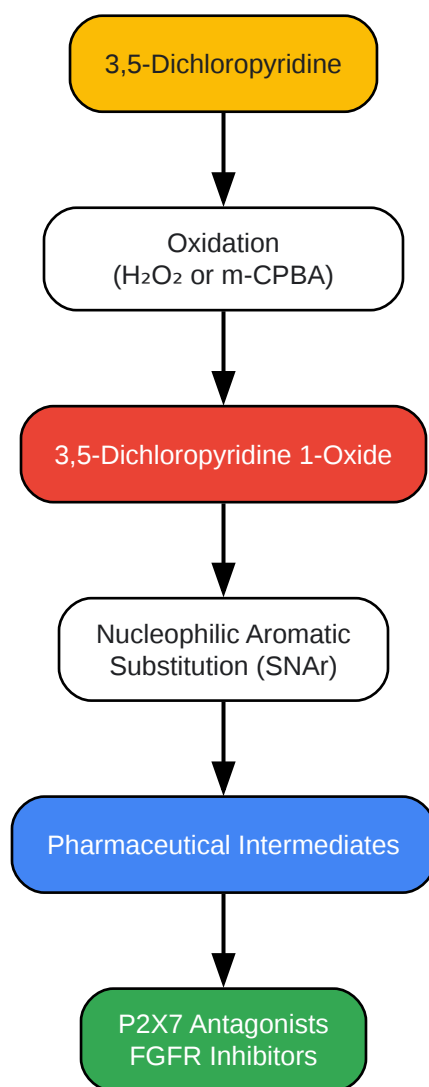 3,5-Dichloropyridine
Oxidation
(H₂O₂ or m-CPBA)
3,5-Dichloropyridine 1-Oxide
Nucleophilic Aromatic
Substitution (SNAr)
Pharmaceutical Intermediates
P2X7 Antagonists
FGFR Inhibitors